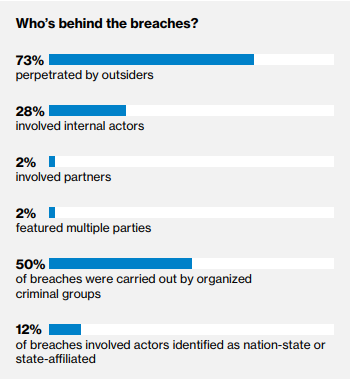 Who's behind the breaches?
73%
perpetrated by outsiders
28%
involved internal actors
2%
involved partners
2%
featured multiple parties
50%
of breaches were carried out by organized
criminal groups
12%
of breaches involved actors identified as nation-state or
state-affiliated